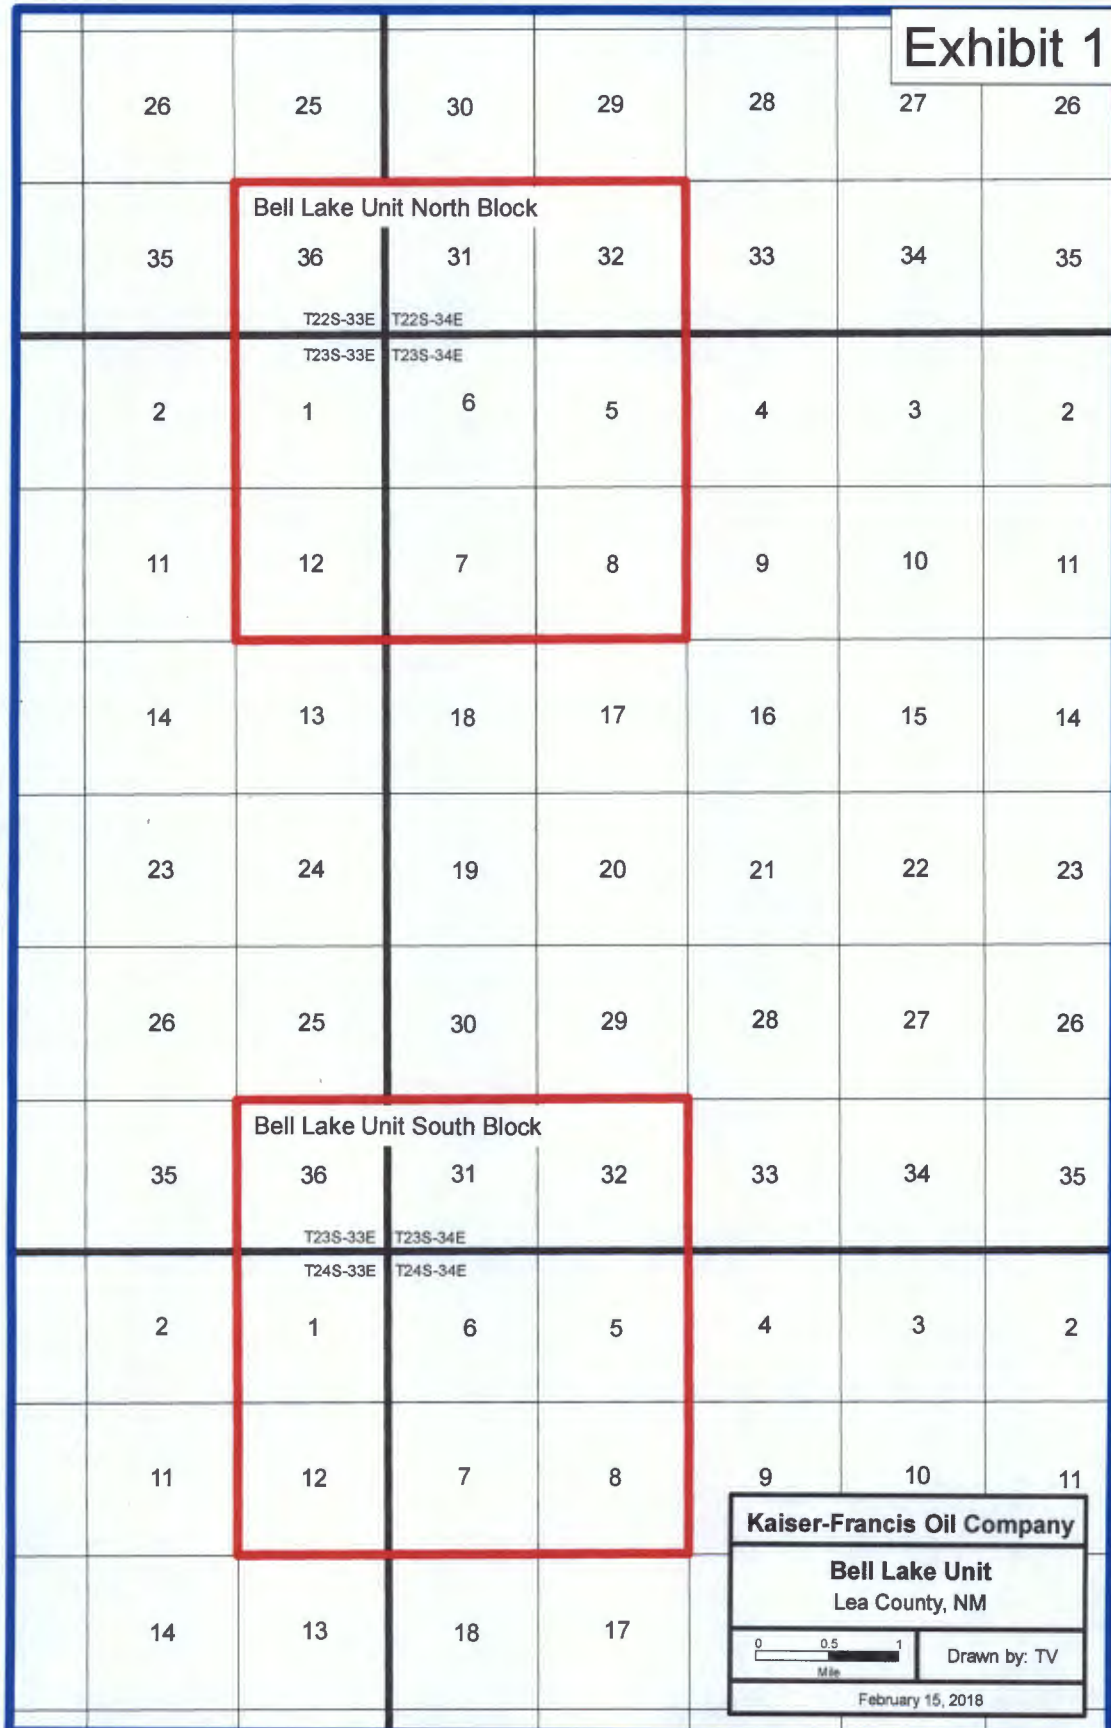 Exhibit 1
26 25 30 29 28 27 26
Bell Lake Unit North Block
35 36 31 32 33 34 35
T22S-33E T22S-34E
T23S-33E T23S-34E
2 1 6 5 4 3 2
11 12 7 8 9 10 11
14 13 18 17 16 15 14
23 24 19 20 21 22 23
26 25 30 29 28 27 26
Bell Lake Unit South Block
35 36 31 32 33 34 35
T23S-33E T23S-34E
T24S-33E T24S-34E
2 1 6 5 4 3 2
11 12 7 8 9 10 11
14 13 18 17
Kaiser-Francis Oil Company
Bell Lake Unit
Lea County, NM
0 0.5 1
Mile
Drawn by: TV
February 15, 2018